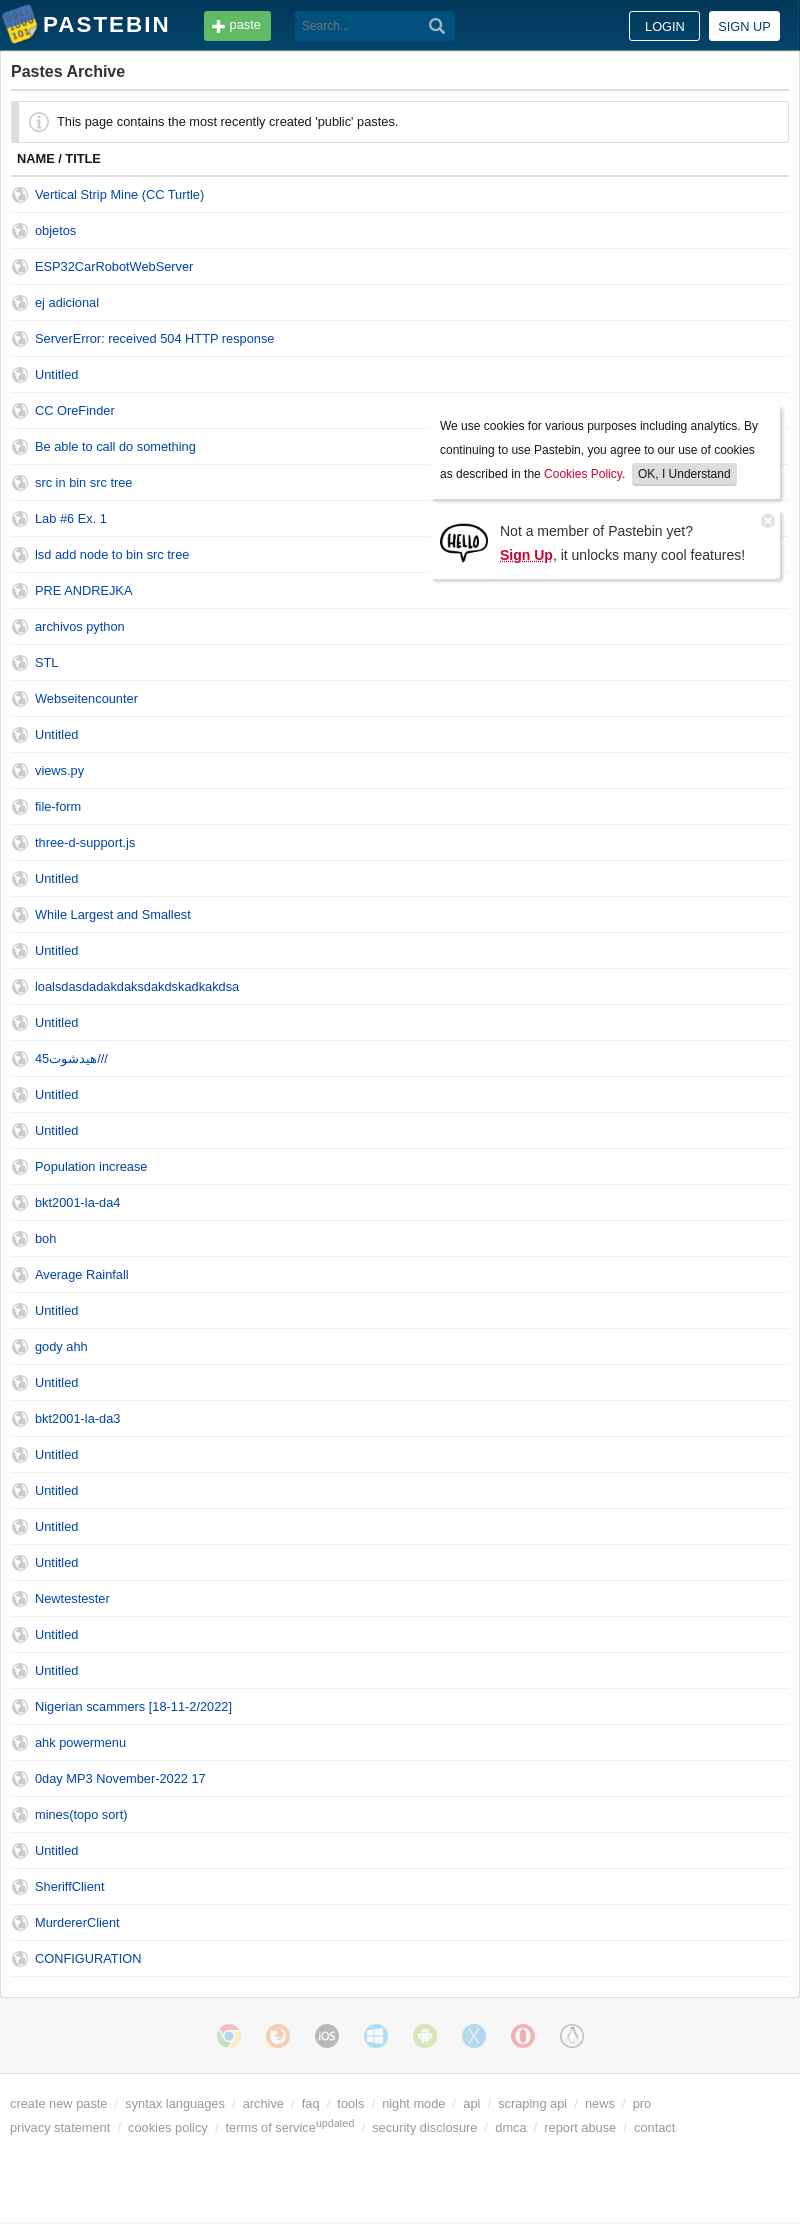 PASTEBIN
paste
Search...
LOGIN
SIGN UP
Pastes Archive
This page contains the most recently created 'public' pastes.
NAME / TITLE
Vertical Strip Mine (CC Turtle)
objetos
ESP32CarRobotWebServer
ej adicional
ServerError: received 504 HTTP response
Untitled
CC OreFinder
Be able to call do something
src in bin src tree
Lab #6 Ex. 1
lsd add node to bin src tree
We use cookies for various purposes including analytics. By
continuing to use Pastebin, you agree to our use of cookies
as described in the Cookies Policy. OK, I Understand
HELLO
Not a member of Pastebin yet?
Sign Up, it unlocks many cool features!
PRE ANDREJKA
archivos python
STL
Webseitencounter
Untitled
views.py
file-form
three-d-support.js
Untitled
While Largest and Smallest
Untitled
loalsdasdadakdaksdakdskadkakdsa
Untitled
45هيدشوت///
Untitled
Untitled
Population increase
bkt2001-la-da4
boh
Average Rainfall
Untitled
gody ahh
Untitled
bkt2001-la-da3
Untitled
Untitled
Untitled
Untitled
Newtestester
Untitled
Untitled
Nigerian scammers [18-11-2/2022]
ahk powermenu
0day MP3 November-2022 17
mines(topo sort)
Untitled
SheriffClient
MurdererClient
CONFIGURATION
iOS
create new paste / syntax languages / archive / faq / tools / night mode / api / scraping api / news / pro
privacy statement / cookies policy / terms of service updated / security disclosure / dmca / report abuse / contact